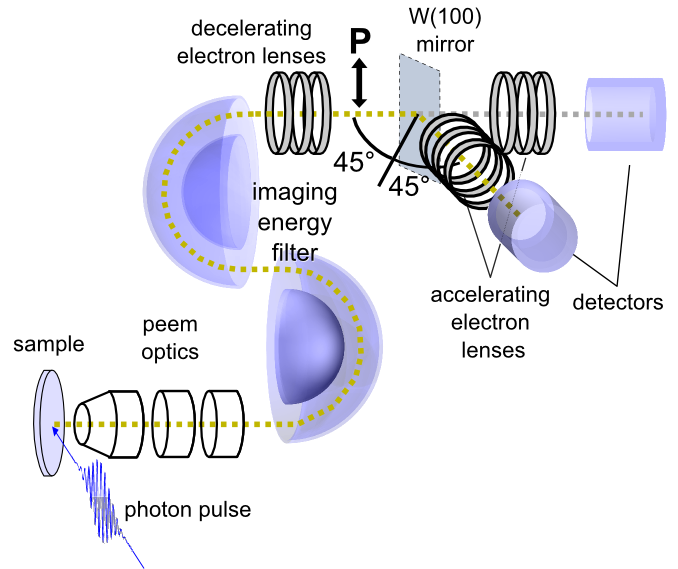 decelerating
electron lenses
P
W(100)
mirror
45°
45°
imaging
energy
filter
accelerating
electron
lenses
detectors
peem
optics
sample
photon pulse